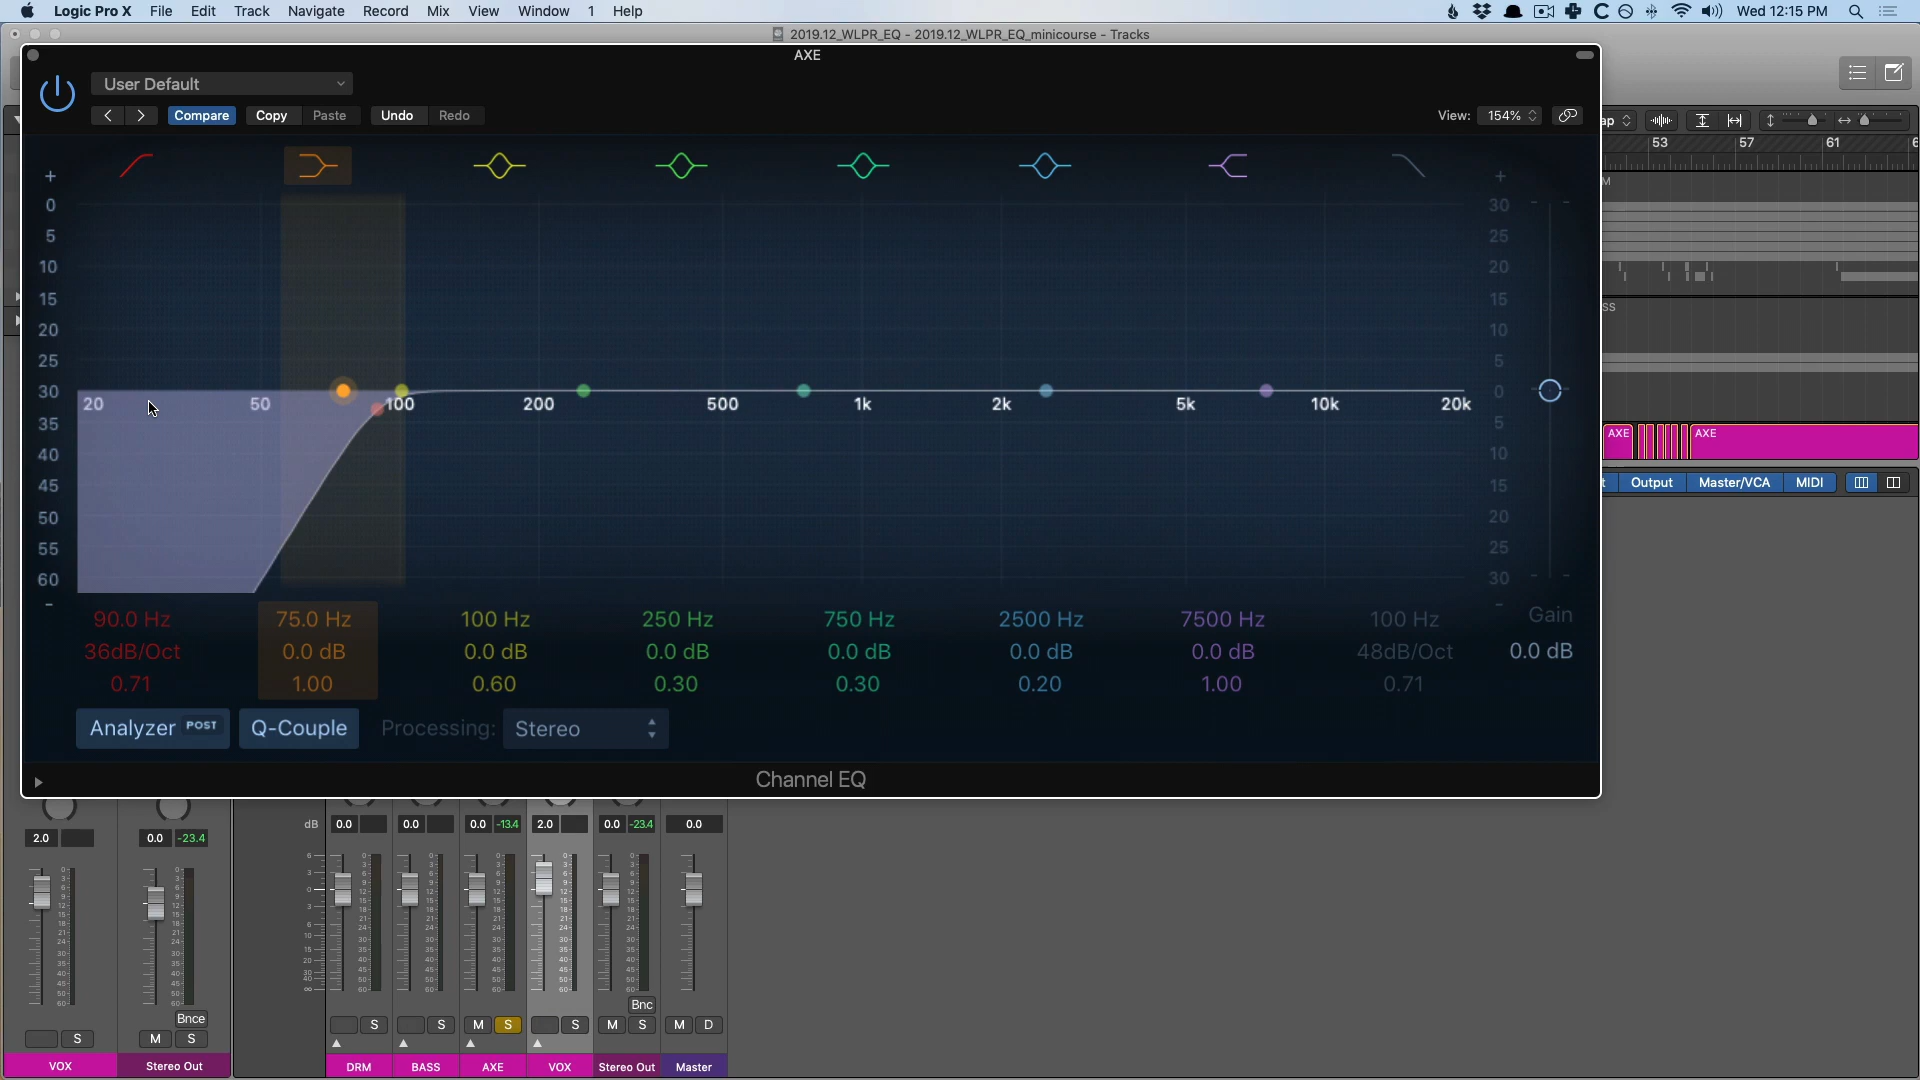 Logic Pro X File Edit Track Navigate Record Mix View Window 1 Help
Wed 12:15 PM
2019.12_WLPR_EQ - 2019.12_WLPR_EQ_minicourse - Tracks
AXE
User Default
Compare Copy Paste Undo Redo
View: 154%
53 57 61
+ +
0 30
5 25
10 20
15 15
20 10
25 5
30 0
20 50 100 200 500 1k 2k 5k 10k 20k
35 5
40 10
45 15
50 20
55 25
60 30
- -
90.0 Hz 75.0 Hz 100 Hz 250 Hz 750 Hz 2500 Hz 7500 Hz 100 Hz Gain
36dB/Oct 0.0 dB 0.0 dB 0.0 dB 0.0 dB 0.0 dB 0.0 dB 48dB/Oct 0.0 dB
0.71 1.00 0.60 0.30 0.30 0.20 1.00 0.71
Analyzer POST Q-Couple Processing: Stereo
Channel EQ
AXE AXE
Output Master/VCA MIDI
2.0 0.0 -23.4
dB 0.0 0.0 0.0 -13.4 2.0 0.0 -23.4 0.0
Bnce Bnc
S M S
S S M S S M S M D
VOX Stereo Out DRM BASS AXE VOX Stereo Out Master